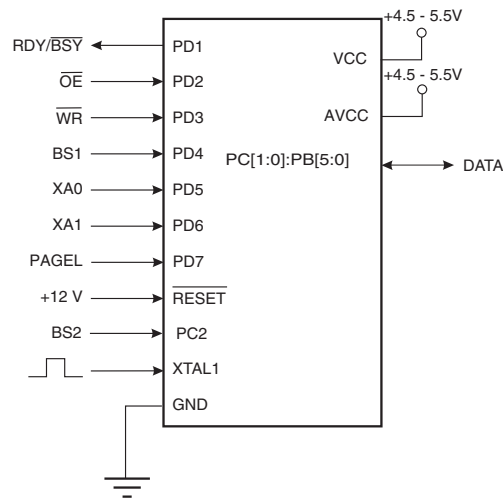 +4.5 - 5.5V
RDY/BSY PD1
VCC
OE PD2
+4.5 - 5.5V
WR PD3
AVCC
BS1 PD4
PC[1:0]:PB[5:0] DATA
XA0 PD5
XA1 PD6
PAGEL PD7
+12 V RESET
BS2 PC2
XTAL1
GND